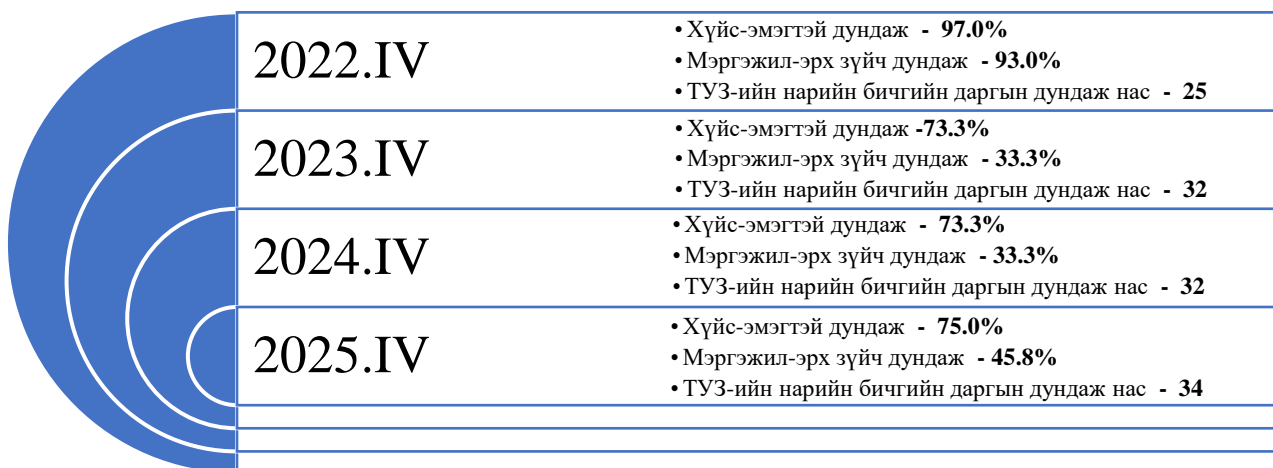 2022.IV
• Хүйс-эмэгтэй дундаж - 97.0%
• Мэргэжил-эрх зүйч дундаж - 93.0%
• ТУЗ-ийн нарийн бичгийн даргын дундаж нас - 25
2023.IV
• Хүйс-эмэгтэй дундаж -73.3%
• Мэргэжил-эрх зүйч дундаж - 33.3%
• ТУЗ-ийн нарийн бичгийн даргын дундаж нас - 32
2024.IV
• Хүйс-эмэгтэй дундаж - 73.3%
• Мэргэжил-эрх зүйч дундаж - 33.3%
• ТУЗ-ийн нарийн бичгийн даргын дундаж нас - 32
2025.IV
• Хүйс-эмэгтэй дундаж - 75.0%
• Мэргэжил-эрх зүйч дундаж - 45.8%
• ТУЗ-ийн нарийн бичгийн даргын дундаж нас - 34